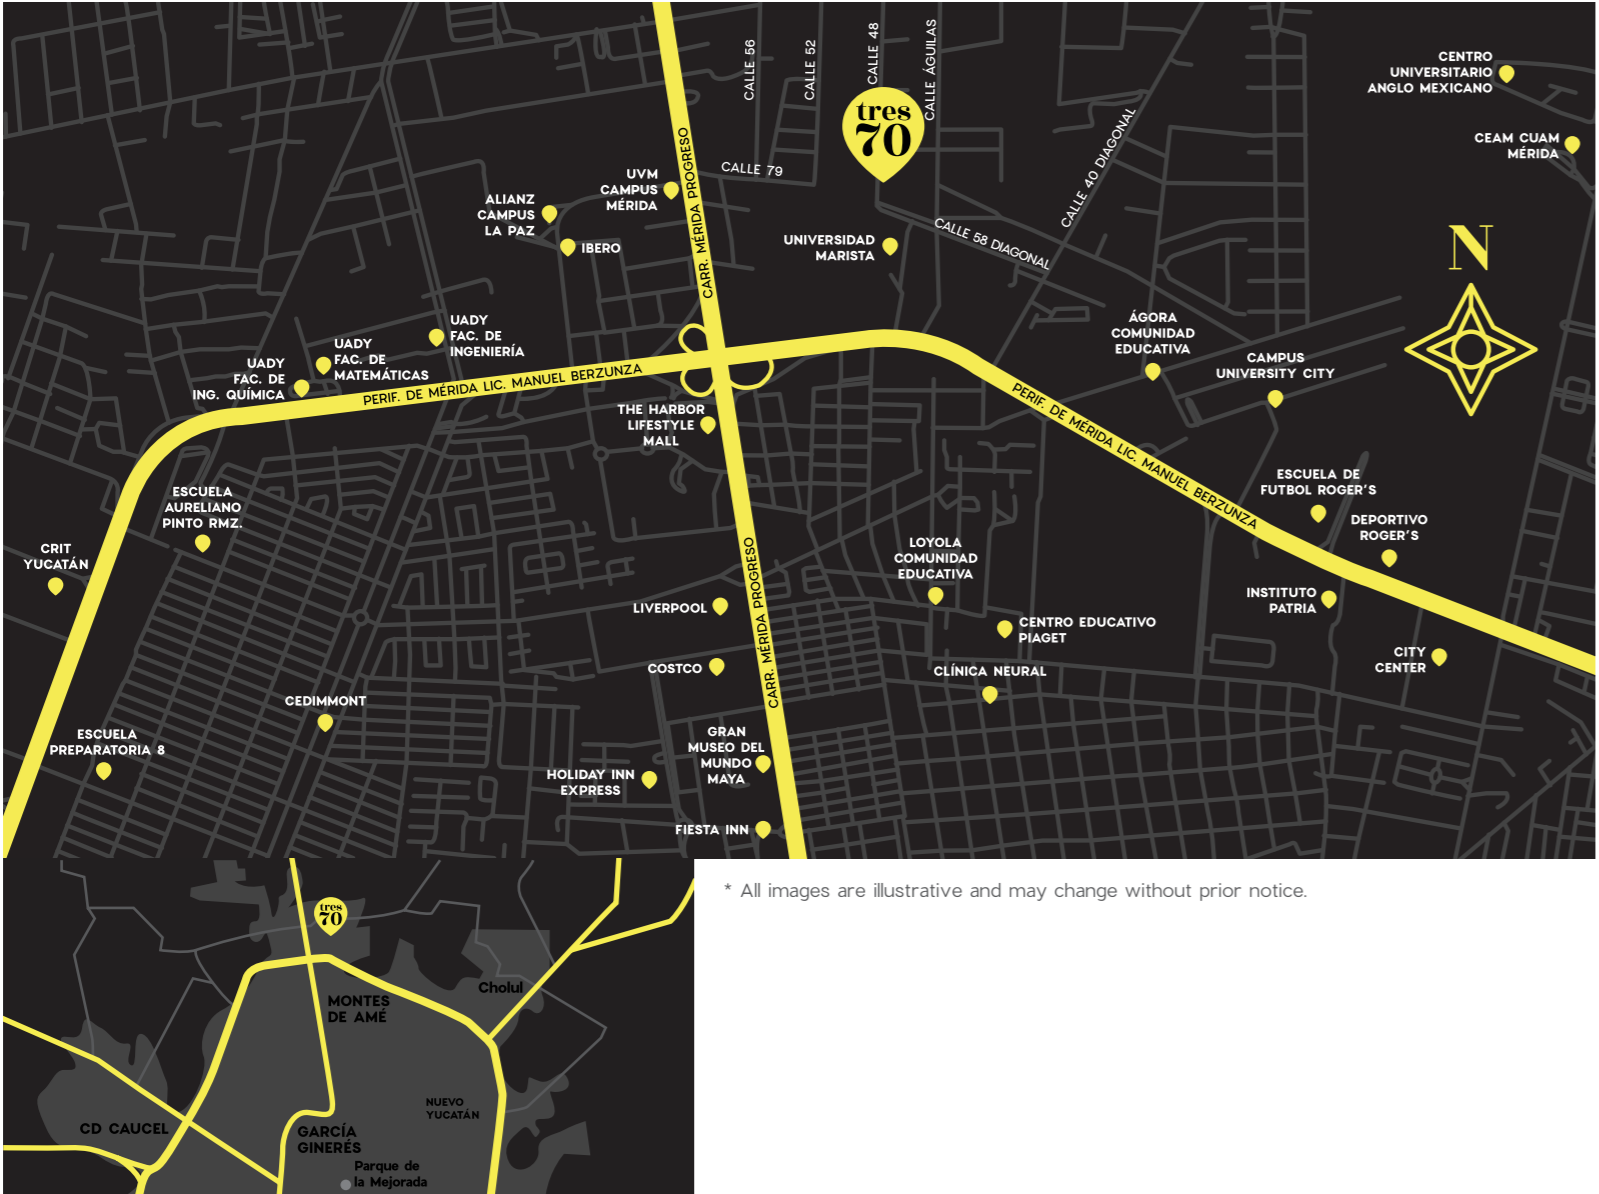 CALLE 56
CALLE 52
CALLE 48
CALLE ÁGUILAS
tres
70
CENTRO
UNIVERSITARIO
ANGLO MEXICANO
CEAM CUAM
MÉRIDA
CALLE 79
CARR. MÉRIDA PROGRESO
CALLE 40 DIAGONAL
CALLE 58 DIAGONAL
UVM
CAMPUS
MÉRIDA
ALIANZ
CAMPUS
LA PAZ
IBERO
UNIVERSIDAD
MARISTA
N
UADY
FAC. DE
INGENIERÍA
UADY
FAC. DE
MATEMÁTICAS
UADY
FAC. DE
ING. QUÍMICA
PERIF. DE MÉRIDA LIC. MANUEL BERZUNZA
ÁGORA
COMUNIDAD
EDUCATIVA
CAMPUS
UNIVERSITY CITY
PERIF. DE MÉRIDA LIC. MANUEL BERZUNZA
THE HARBOR
LIFESTYLE
MALL
ESCUELA DE
FUTBOL ROGER'S
DEPORTIVO
ROGER'S
ESCUELA
AURELIANO
PINTO RMZ.
CRIT
YUCATÁN
LOYOLA
COMUNIDAD
EDUCATIVA
CARR. MÉRIDA PROGRESO
INSTITUTO
PATRIA
LIVERPOOL
CENTRO EDUCATIVO
PIAGET
COSTCO
CLÍNICA NEURAL
CITY
CENTER
CEDIMMONT
ESCUELA
PREPARATORIA 8
GRAN
MUSEO DEL
MUNDO
MAYA
HOLIDAY INN
EXPRESS
FIESTA INN
* All images are illustrative and may change without prior notice.
tres
70
Cholul
MONTES
DE AMÉ
NUEVO
YUCATÁN
CD CAUCEL
GARCÍA
GINERÉS
Parque de
la Mejorada